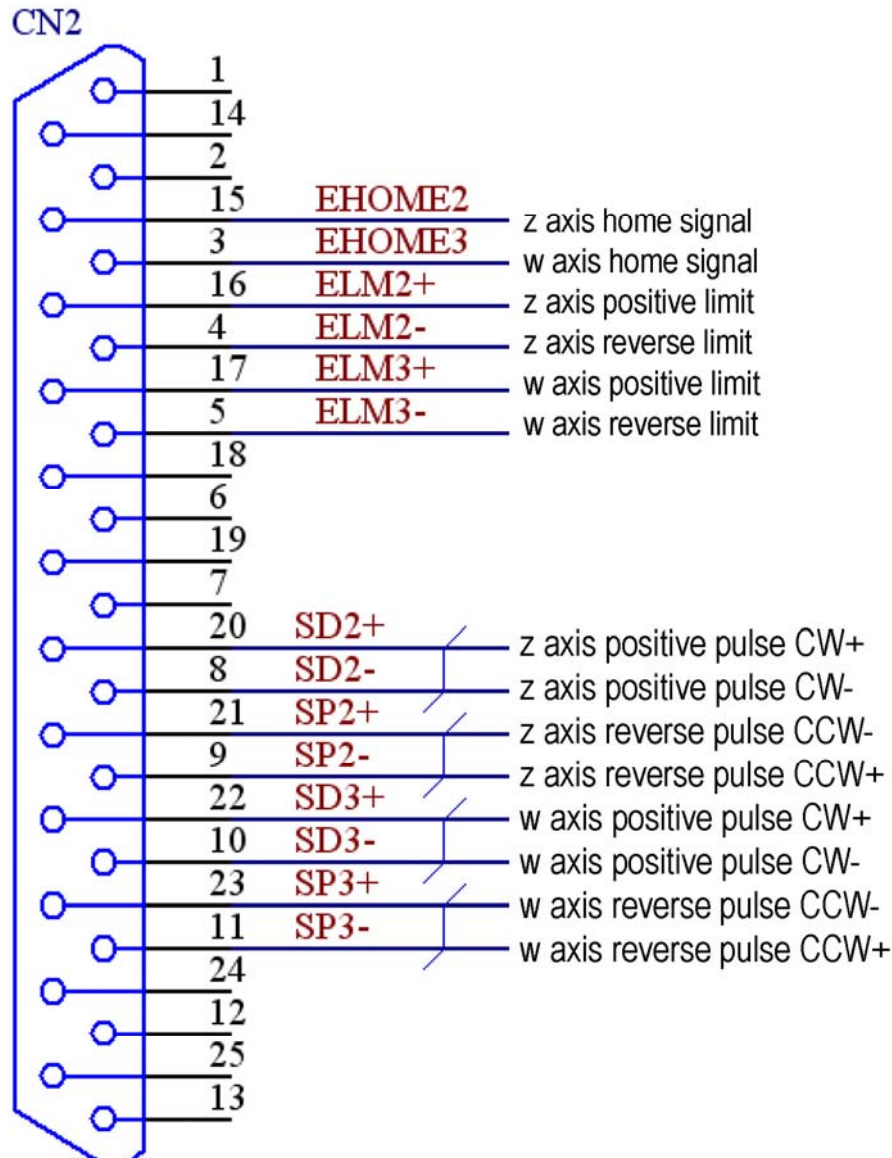 CN2
1
14
2
15 EHOME2 z axis home signal
3 EHOME3 w axis home signal
16 ELM2+ z axis positive limit
4 ELM2- z axis reverse limit
17 ELM3+ w axis positive limit
5 ELM3- w axis reverse limit
18
6
19
7
20 SD2+ z axis positive pulse CW+
8 SD2- z axis positive pulse CW-
21 SP2+ z axis reverse pulse CCW-
9 SP2- z axis reverse pulse CCW+
22 SD3+ w axis positive pulse CW+
10 SD3- w axis positive pulse CW-
23 SP3+ w axis reverse pulse CCW-
11 SP3- w axis reverse pulse CCW+
24
12
25
13